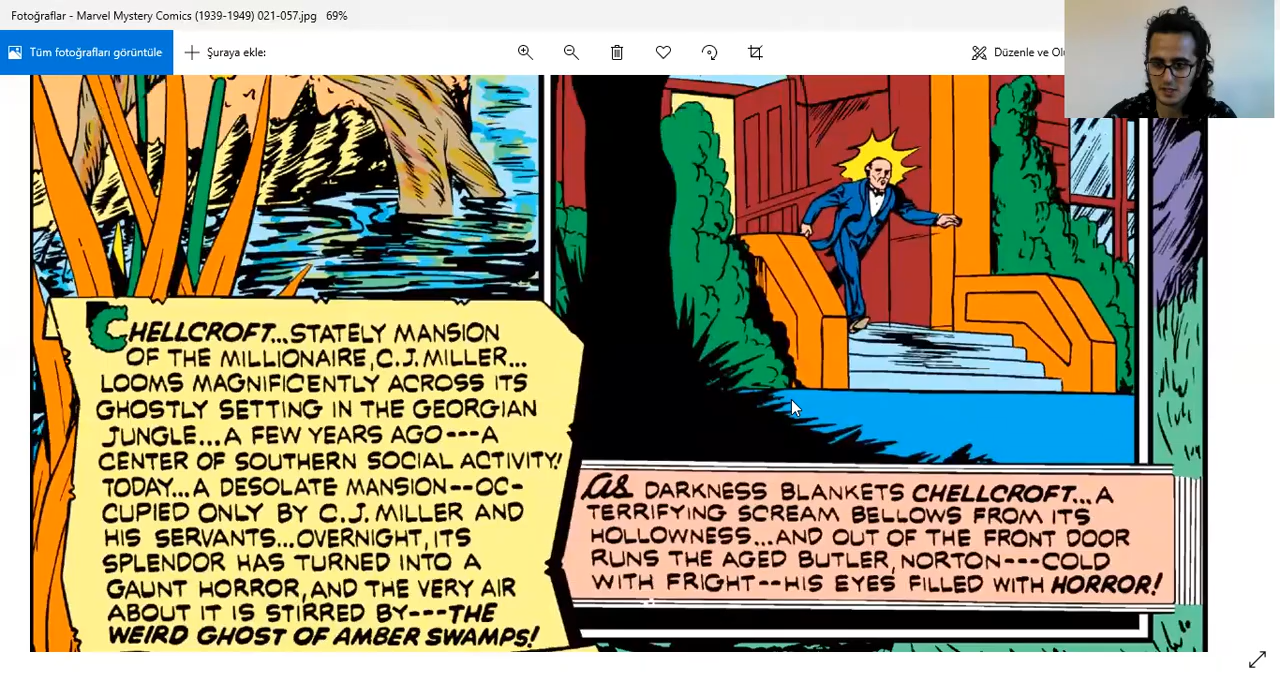 Fotoğraflar - Marvel Mystery Comics (1939-1949) 021-057.jpg 69%
Tüm fotoğrafları görüntüle
Şuraya ekle:
Düzenle ve Olu
CHELLCROFT...STATELY MANSION
OF THE MILLIONAIRE, C.J. MILLER...
LOOMS MAGNIFICENTLY ACROSS ITS
GHOSTLY SETTING IN THE GEORGIAN
JUNGLE...A FEW YEARS AGO---A
CENTER OF SOUTHERN SOCIAL ACTIVITY!
TODAY...A DESOLATE MANSION--OC-
CUPIED ONLY BY C.J. MILLER AND
HIS SERVANTS...OVERNIGHT, ITS
SPLENDOR HAS TURNED INTO A
GAUNT HORROR, AND THE VERY AIR
ABOUT IT IS STIRRED BY---THE
WEIRD GHOST OF AMBER SWAMPS!
AS DARKNESS BLANKETS CHELLCROFT...A
TERRIFYING SCREAM BELLOWS FROM ITS
HOLLOWNESS...AND OUT OF THE FRONT DOOR
RUNS THE AGED BUTLER, NORTON---COLD
WITH FRIGHT--HIS EYES FILLED WITH HORROR!